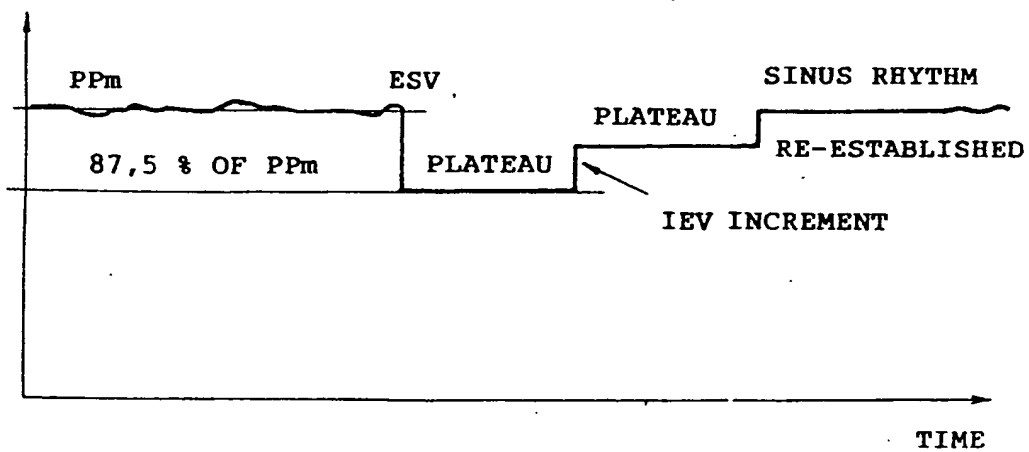 PPm
ESV
SINUS RHYTHM
PLATEAU
RE-ESTABLISHED
87,5 % OF PPm
PLATEAU
IEV INCREMENT
TIME